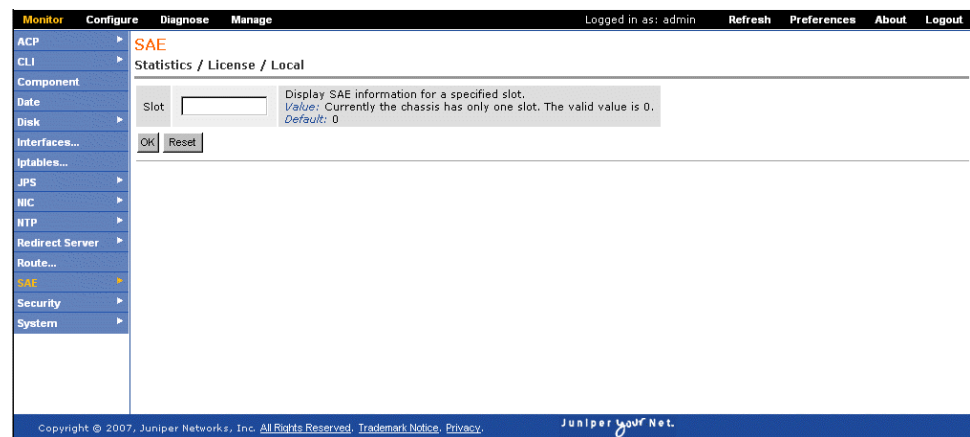 Monitor Configure Diagnose Manage Logged in as: admin Refresh Preferences About Logout
ACP
CLI
Component
Date
Disk
Interfaces...
Iptables...
JPS
NIC
NTP
Redirect Server
Route...
SAE
Security
System
SAE
Statistics / License / Local
Slot
Display SAE information for a specified slot.
Value: Currently the chassis has only one slot. The valid value is 0.
Default: 0
OK Reset
Copyright © 2007, Juniper Networks, Inc. All Rights Reserved. Trademark Notice. Privacy.
Juniper your Net.